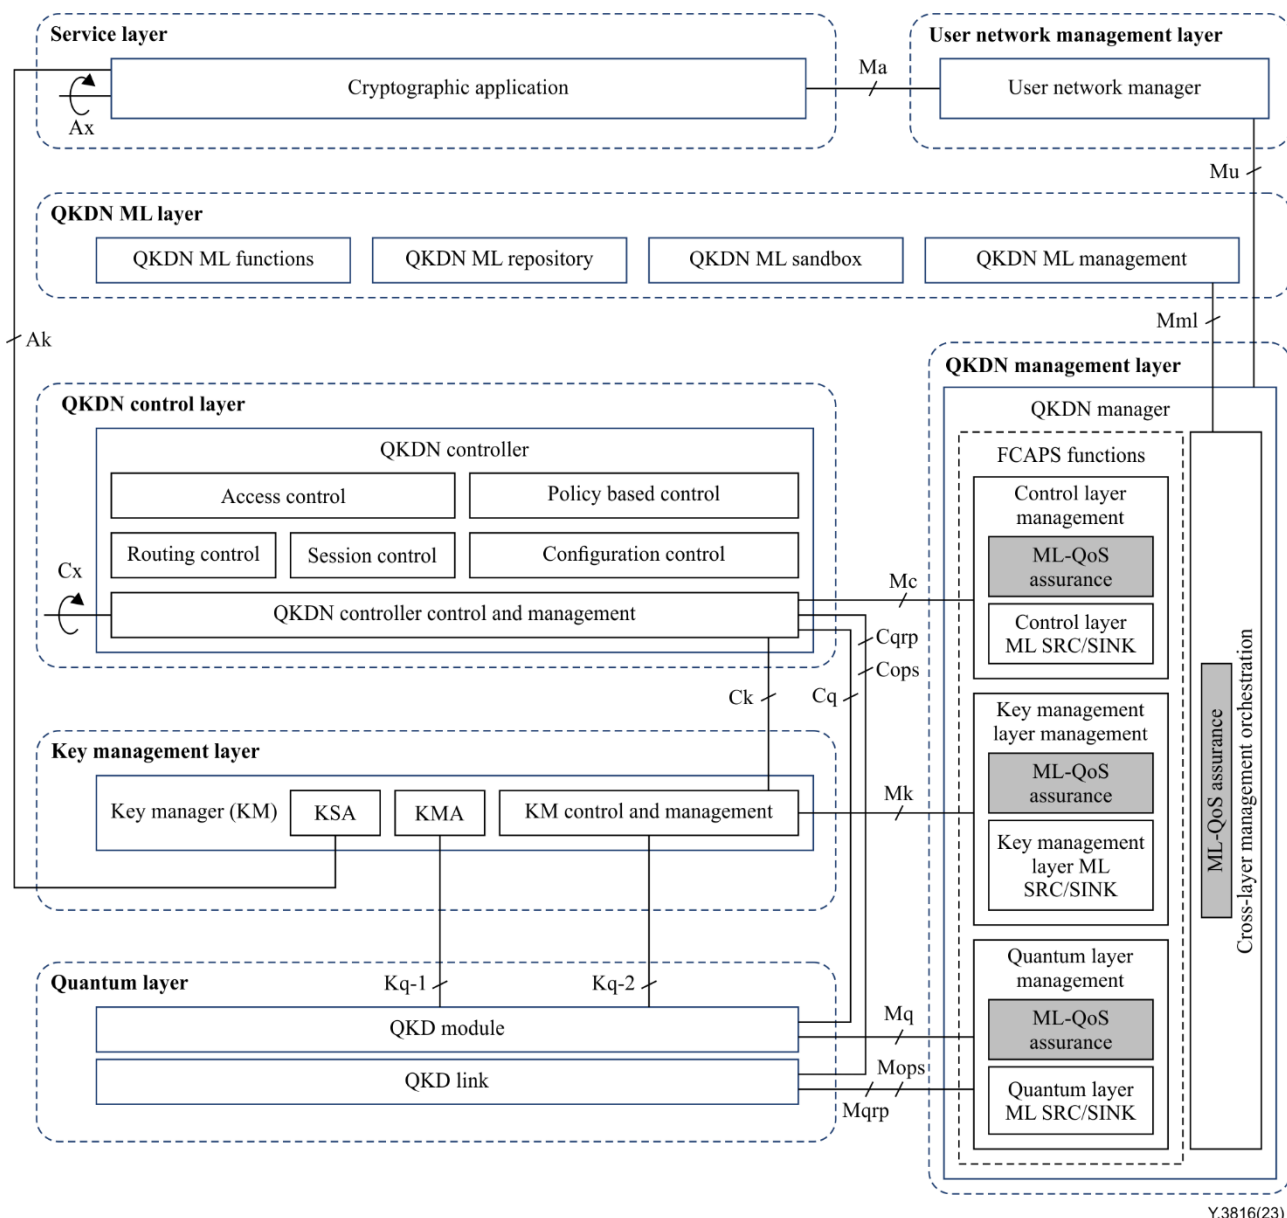 Service layer
User network management layer
Cryptographic application
Ma
User network manager
Ax
Mu
QKDN ML layer
QKDN ML functions
QKDN ML repository
QKDN ML sandbox
QKDN ML management
Ak
Mml
QKDN management layer
QKDN control layer
QKDN manager
QKDN controller
FCAPS functions
Access control
Policy based control
Control layer
management
Routing control
Session control
Configuration control
ML-QoS
assurance
Cx
Mc
QKDN controller control and management
Control layer
ML SRC/SINK
Cqrp
Cops
Ck
Cq
Key management layer
Key management
layer management
ML-QoS
assurance
Key manager (KM)
KSA
KMA
KM control and management
Mk
Key management
layer ML
SRC/SINK
ML-QoS assurance
Cross-layer management orchestration
Quantum layer
Kq-1
Kq-2
Quantum layer
management
QKD module
Mq
ML-QoS
assurance
QKD link
Mops
Mqrp
Quantum layer
ML SRC/SINK
Y.3816(23)